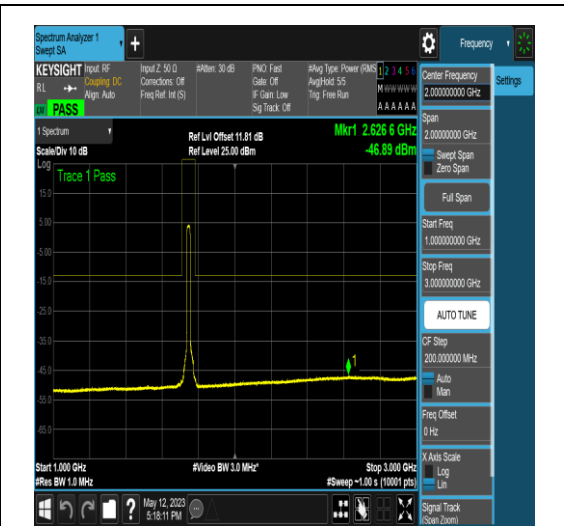 Spectrum Analyzer 1
Swept SA
+
Frequency
KEYSIGHT
RL
PASS
Input: RF
Coupling: DC
Align: Auto
Input Z: 50 Ω
Corrections: Off
Freq Ref: Int (S)
#Atten: 30 dB
PNO: Fast
Gate: Off
IF Gain: Low
Sig Track: Off
#Avg Type: Power (RMS
Avg|Hold: 5/5
Trig: Free Run
1 2 3 4 5 6
M W W W W W
A A A A A A
1 Spectrum
Scale/Div 10 dB
Ref Lvl Offset 11.81 dB
Ref Level 25.00 dBm
Mkr1 2.626 6 GHz
-46.89 dBm
Log
Trace 1 Pass
15.0
5.00
-5.00
-15.0
-25.0
-35.0
-45.0
-55.0
-65.0
1
Start 1.000 GHz
#Res BW 1.0 MHz
#Video BW 3.0 MHz*
Stop 3.000 GHz
#Sweep ~1.00 s (10001 pts)
May 12, 2023
5:18:11 PM
?
Settings
Center Frequency
2.000000000 GHz
Span
2.00000000 GHz
Swept Span
Zero Span
Full Span
Start Freq
1.000000000 GHz
Stop Freq
3.000000000 GHz
AUTO TUNE
CF Step
200.000000 MHz
Auto
Man
Freq Offset
0 Hz
X Axis Scale
Log
Lin
Signal Track
(Span Zoom)